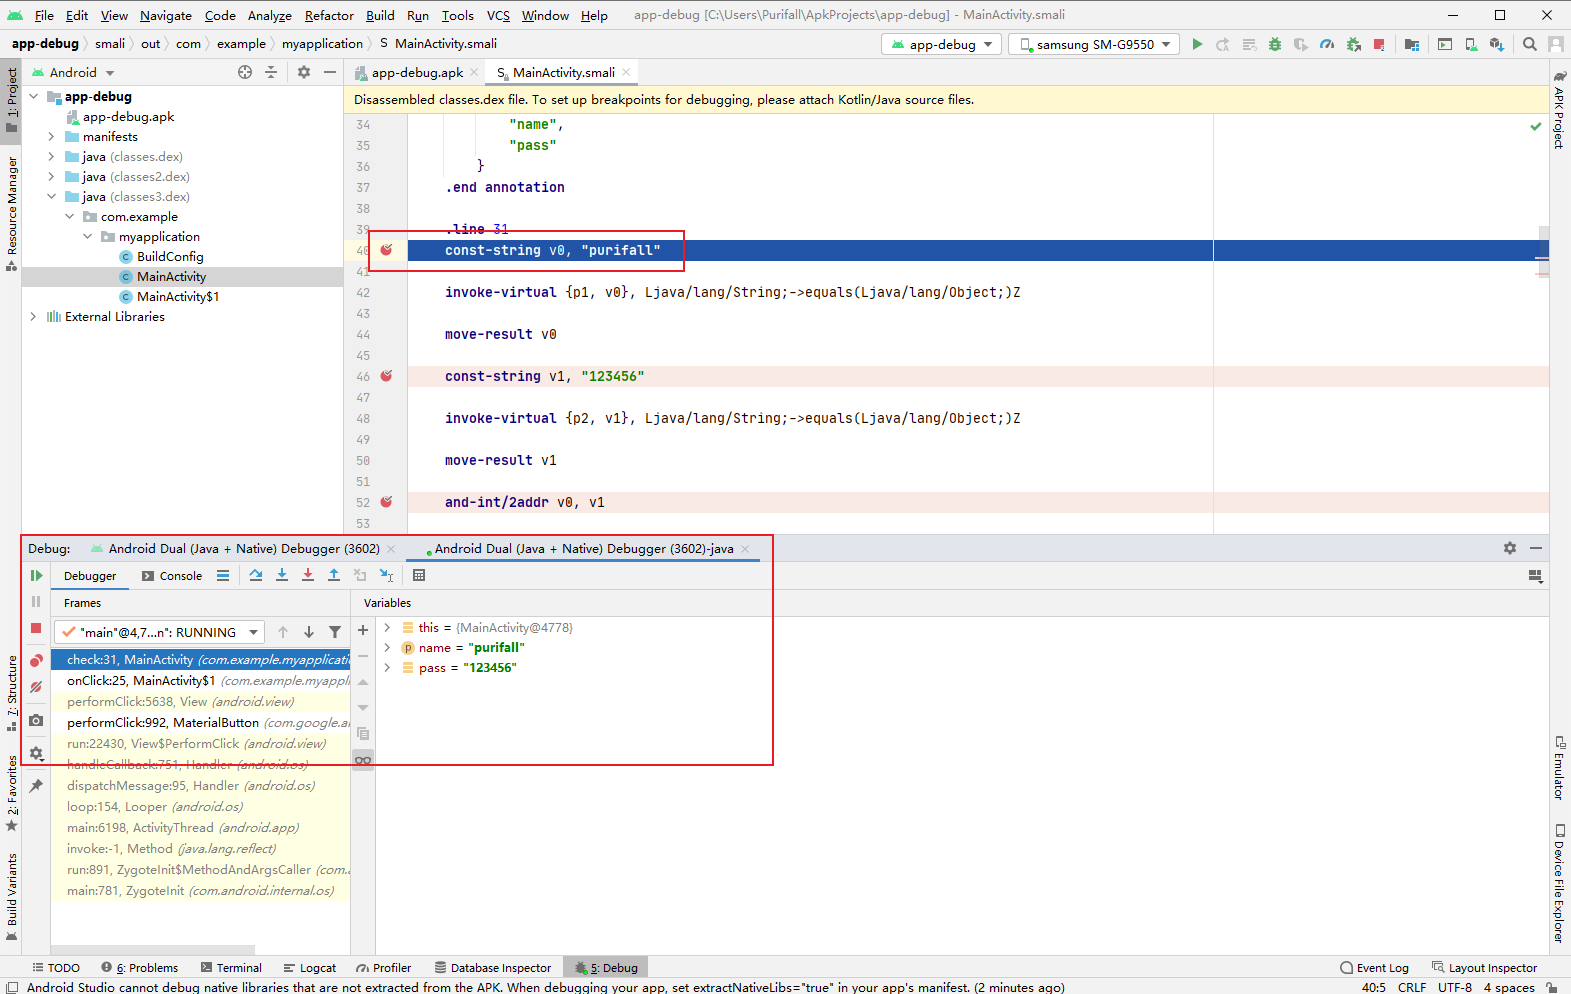 File Edit View Navigate Code Analyze Refactor Build Run Tools VCS Window Help app-debug [C:\Users\Purifall\ApkProjects\app-debug] - MainActivity.smali
app-debug smali out com example myapplication MainActivity.smali app-debug samsung SM-G9550
Android
app-debug.apk MainActivity.smali
Disassembled classes.dex file. To set up breakpoints for debugging, please attach Kotlin/Java source files.
1: Project
Resource Manager
7: Structure
2: Favorites
Build Variants
app-debug
app-debug.apk
manifests
java (classes.dex)
java (classes2.dex)
java (classes3.dex)
com.example
myapplication
BuildConfig
MainActivity
MainActivity$1
External Libraries
34 "name",
35 "pass"
36 }
37 .end annotation
38
39 .line 31
40 const-string v0, "purifall"
41
42 invoke-virtual {p1, v0}, Ljava/lang/String;->equals(Ljava/lang/Object;)Z
43
44 move-result v0
45
46 const-string v1, "123456"
47
48 invoke-virtual {p2, v1}, Ljava/lang/String;->equals(Ljava/lang/Object;)Z
49
50 move-result v1
51
52 and-int/2addr v0, v1
53
APK Project
Emulator
Device File Explorer
Debug: Android Dual (Java + Native) Debugger (3602) Android Dual (Java + Native) Debugger (3602)-java
Debugger Console
Frames
"main"@4,7...n": RUNNING
check:31, MainActivity (com.example.myapplicatio
onClick:25, MainActivity$1 (com.example.myappl
performClick:5638, View (android.view)
performClick:992, MaterialButton (com.google.a
run:22430, View$PerformClick (android.view)
handleCallback:751, Handler (android.os)
dispatchMessage:95, Handler (android.os)
loop:154, Looper (android.os)
main:6198, ActivityThread (android.app)
invoke:-1, Method (java.lang.reflect)
run:891, ZygoteInit$MethodAndArgsCaller (com.
main:781, ZygoteInit (com.android.internal.os)
Variables
this = {MainActivity@4778}
name = "purifall"
pass = "123456"
TODO 6: Problems Terminal Logcat Profiler Database Inspector 5: Debug Event Log Layout Inspector
Android Studio cannot debug native libraries that are not extracted from the APK. When debugging your app, set extractNativeLibs="true" in your app's manifest. (2 minutes ago) 40:5 CRLF UTF-8 4 spaces